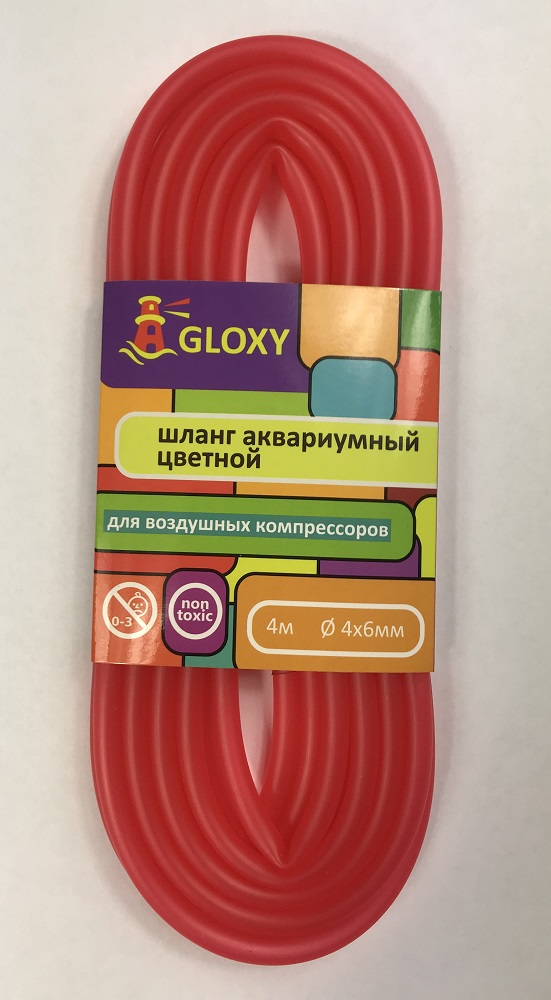 GLOXY
шланг аквариумный
цветной
для воздушных компрессоров
0-3
non
toxic
4м Ø 4х6мм